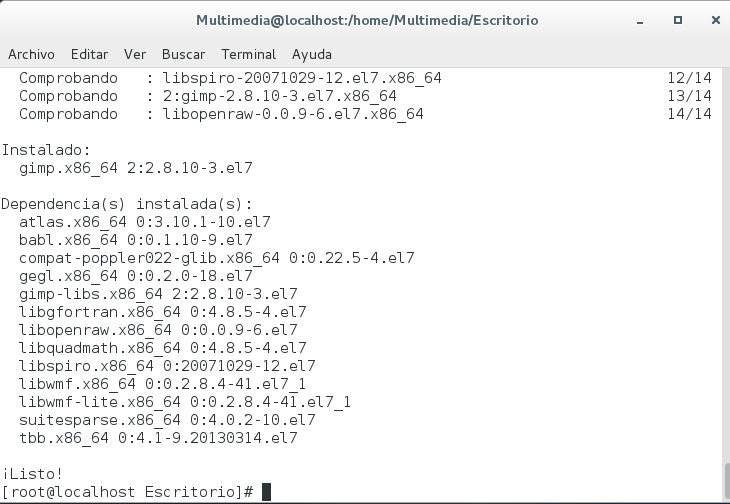 Multimedia@localhost:/home/Multimedia/Escritorio
Archivo Editar Ver Buscar Terminal Ayuda
Comprobando : libspiro-20071029-12.el7.x86_64 12/14
Comprobando : 2:gimp-2.8.10-3.el7.x86_64 13/14
Comprobando : libopenraw-0.0.9-6.el7.x86_64 14/14
Instalado:
gimp.x86_64 2:2.8.10-3.el7
Dependencia(s) instalada(s):
atlas.x86_64 0:3.10.1-10.el7
babl.x86_64 0:0.1.10-9.el7
compat-poppler022-glib.x86_64 0:0.22.5-4.el7
gegl.x86_64 0:0.2.0-18.el7
gimp-libs.x86_64 2:2.8.10-3.el7
libgfortran.x86_64 0:4.8.5-4.el7
libopenraw.x86_64 0:0.0.9-6.el7
libquadmath.x86_64 0:4.8.5-4.el7
libspiro.x86_64 0:20071029-12.el7
libwmf.x86_64 0:0.2.8.4-41.el7_1
libwmf-lite.x86_64 0:0.2.8.4-41.el7_1
suitesparse.x86_64 0:4.0.2-10.el7
tbb.x86_64 0:4.1-9.20130314.el7
¡Listo!
[root@localhost Escritorio]#